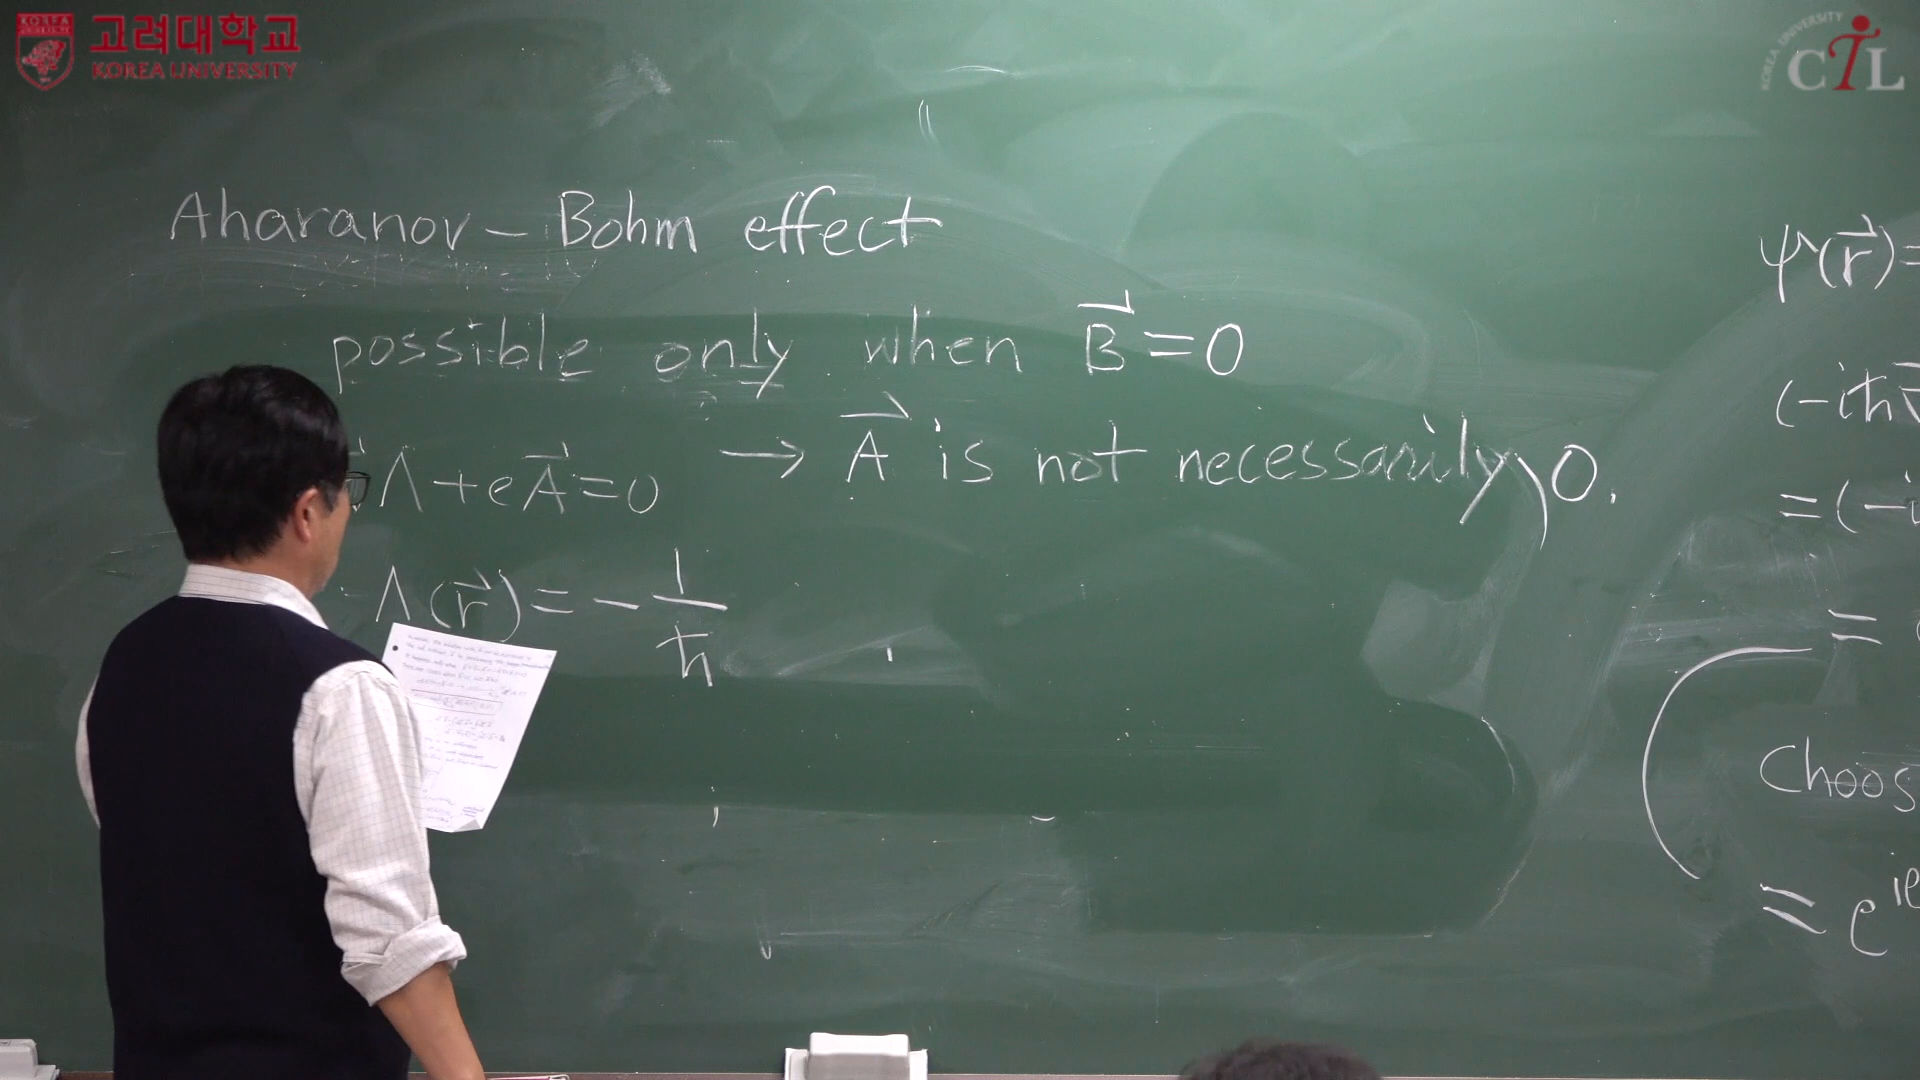 고려대학교
KOREA UNIVERSITY
KOREA UNIVERSITY
CTL
Aharanov - Bohm effect
possible only when B⃗ = 0
Λ + eA⃗ = 0 → A⃗ is not necessarily 0.
Λ(r⃗) = - 1/ħ
ψ(r⃗) =
(-iħ∇
= (-i
=
Choos
= e^ie